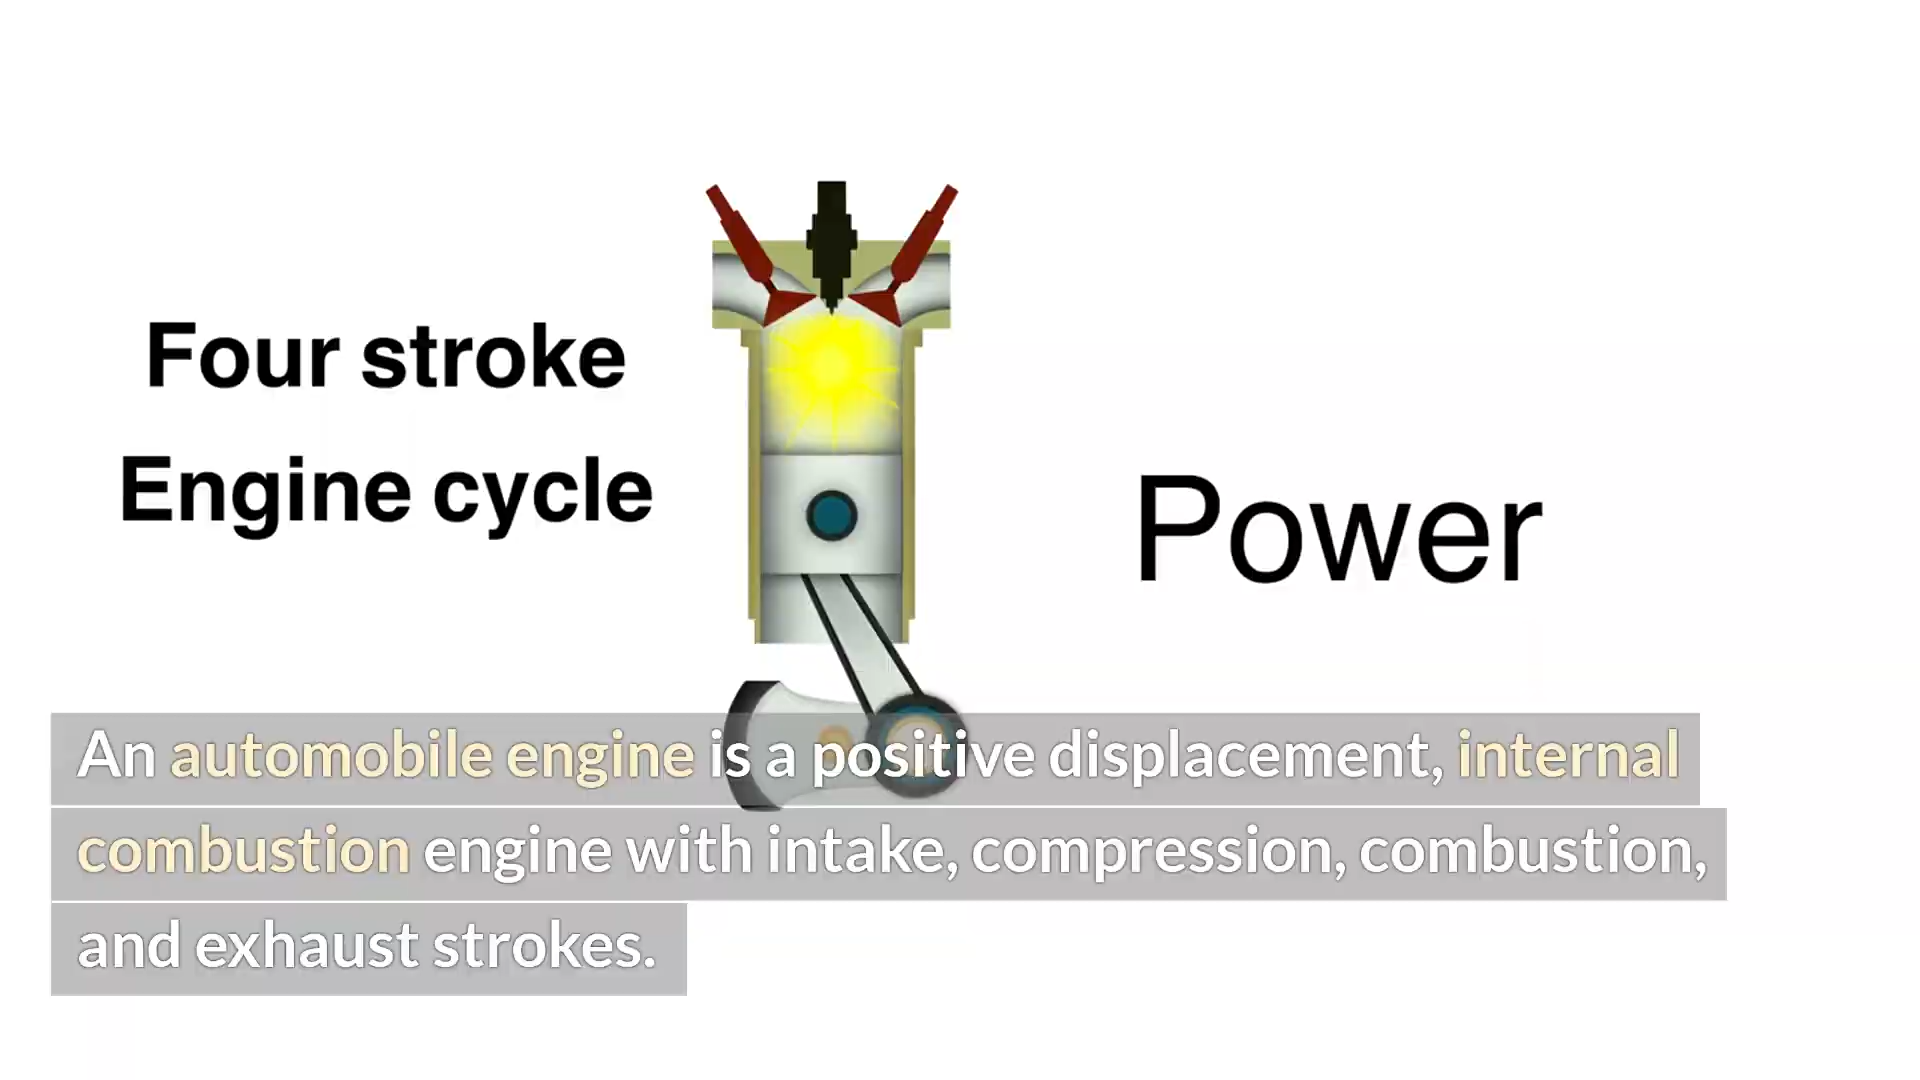 Four stroke
Engine cycle
Power
An automobile engine is a positive displacement, internal
combustion engine with intake, compression, combustion,
and exhaust strokes.